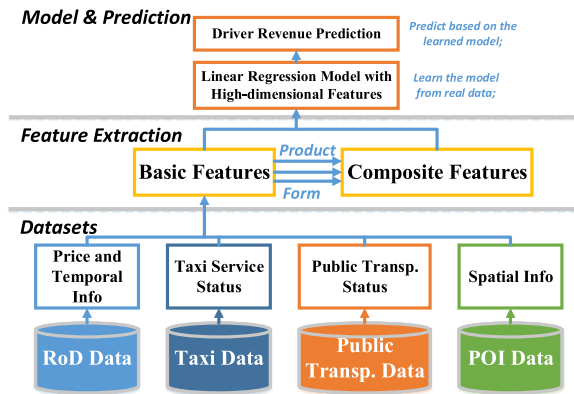 Model & Prediction
Driver Revenue Prediction
Predict based on the
learned model;
Linear Regression Model with
High-dimensional Features
Learn the model
from real data;
Feature Extraction
Product
Basic Features
Composite Features
Form
Datasets
Price and
Temporal
Info
Taxi Service
Status
Public Transp.
Status
Spatial Info
RoD Data
Taxi Data
Public
Transp. Data
POI Data